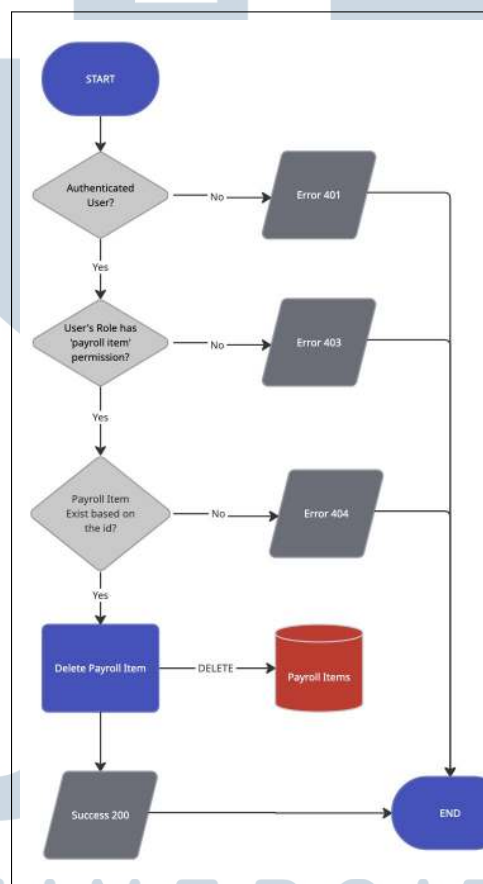 START
Authenticated
User?
No
Error 401
Yes
User's Role has
'payroll item'
permission?
No
Error 403
Yes
Payroll Item
Exist based on
the id?
No
Error 404
Yes
Delete Payroll Item
DELETE
Payroll Items
Success 200
END